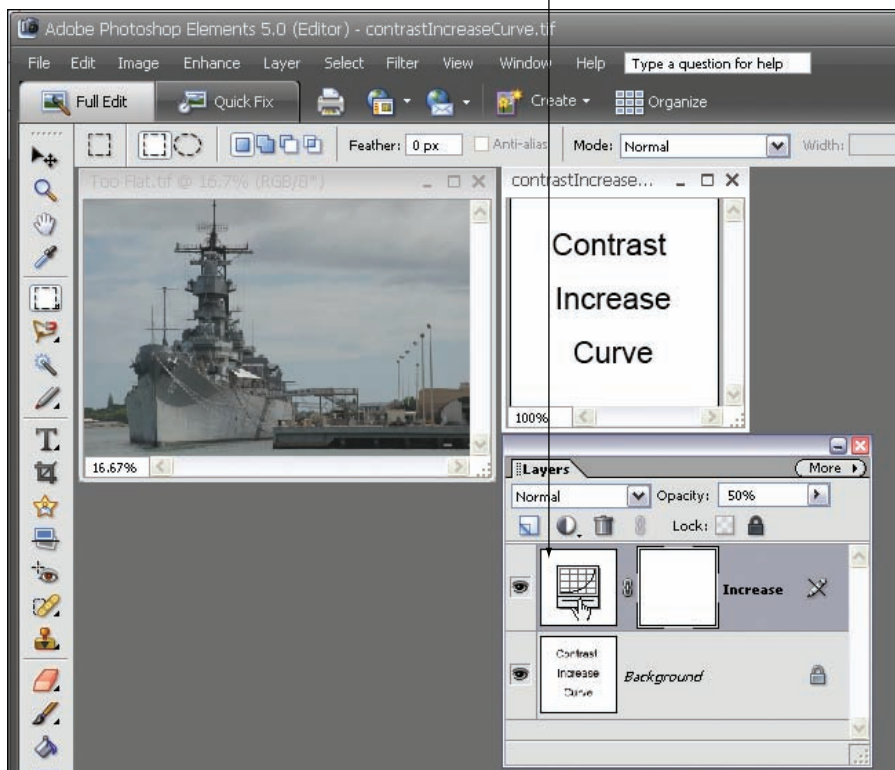 Adobe Photoshop Elements 5.0 (Editor) - contrastIncreaseCurve.tif
File Edit Image Enhance Layer Select Filter View Window Help Type a question for help
Full Edit Quick Fix Create Organize
Feather: 0 px Anti-alias Mode: Normal Width:
Too Flat.tif @ 16.7% (RGB/8*)
16.67%
contrastIncrease...
Contrast
Increase
Curve
100%
Layers More
Normal Opacity: 50%
Lock:
Increase
Contrast
Increase
Curve
Background
T